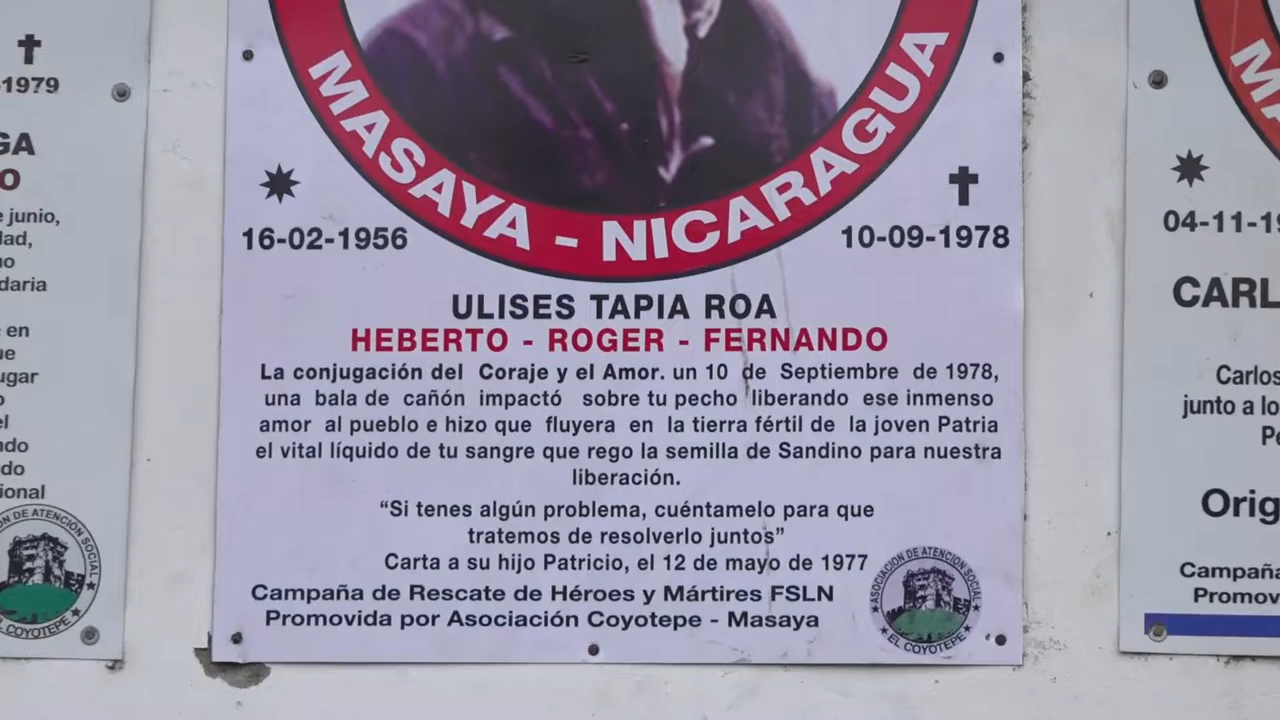 -1979
GA
O
e junio,
dad,
no
daria
en
ue
ugar
o
el
ndo
do
ional
ON DE ATENCIÓN SOCIAL
EL COYOTEPE
MASAYA - NICARAGUA
16-02-1956
10-09-1978
ULISES TAPIA ROA
HEBERTO - ROGER - FERNANDO
La conjugación del Coraje y el Amor. un 10 de Septiembre de 1978,
una bala de cañón impactó sobre tu pecho liberando ese inmenso
amor al pueblo e hizo que fluyera en la tierra fértil de la joven Patria
el vital líquido de tu sangre que rego la semilla de Sandino para nuestra
liberación.
“Si tenes algún problema, cuéntamelo para que
tratemos de resolverlo juntos”
Carta a su hijo Patricio, el 12 de mayo de 1977
Campaña de Rescate de Héroes y Mártires FSLN
Promovida por Asociación Coyotepe - Masaya
ASOCIACION DE ATENCION SOCIAL
EL COYOTEPE
MA
04-11-19
CARL
Carlos
junto a lo
Pe
Orig
Campaña
Promov